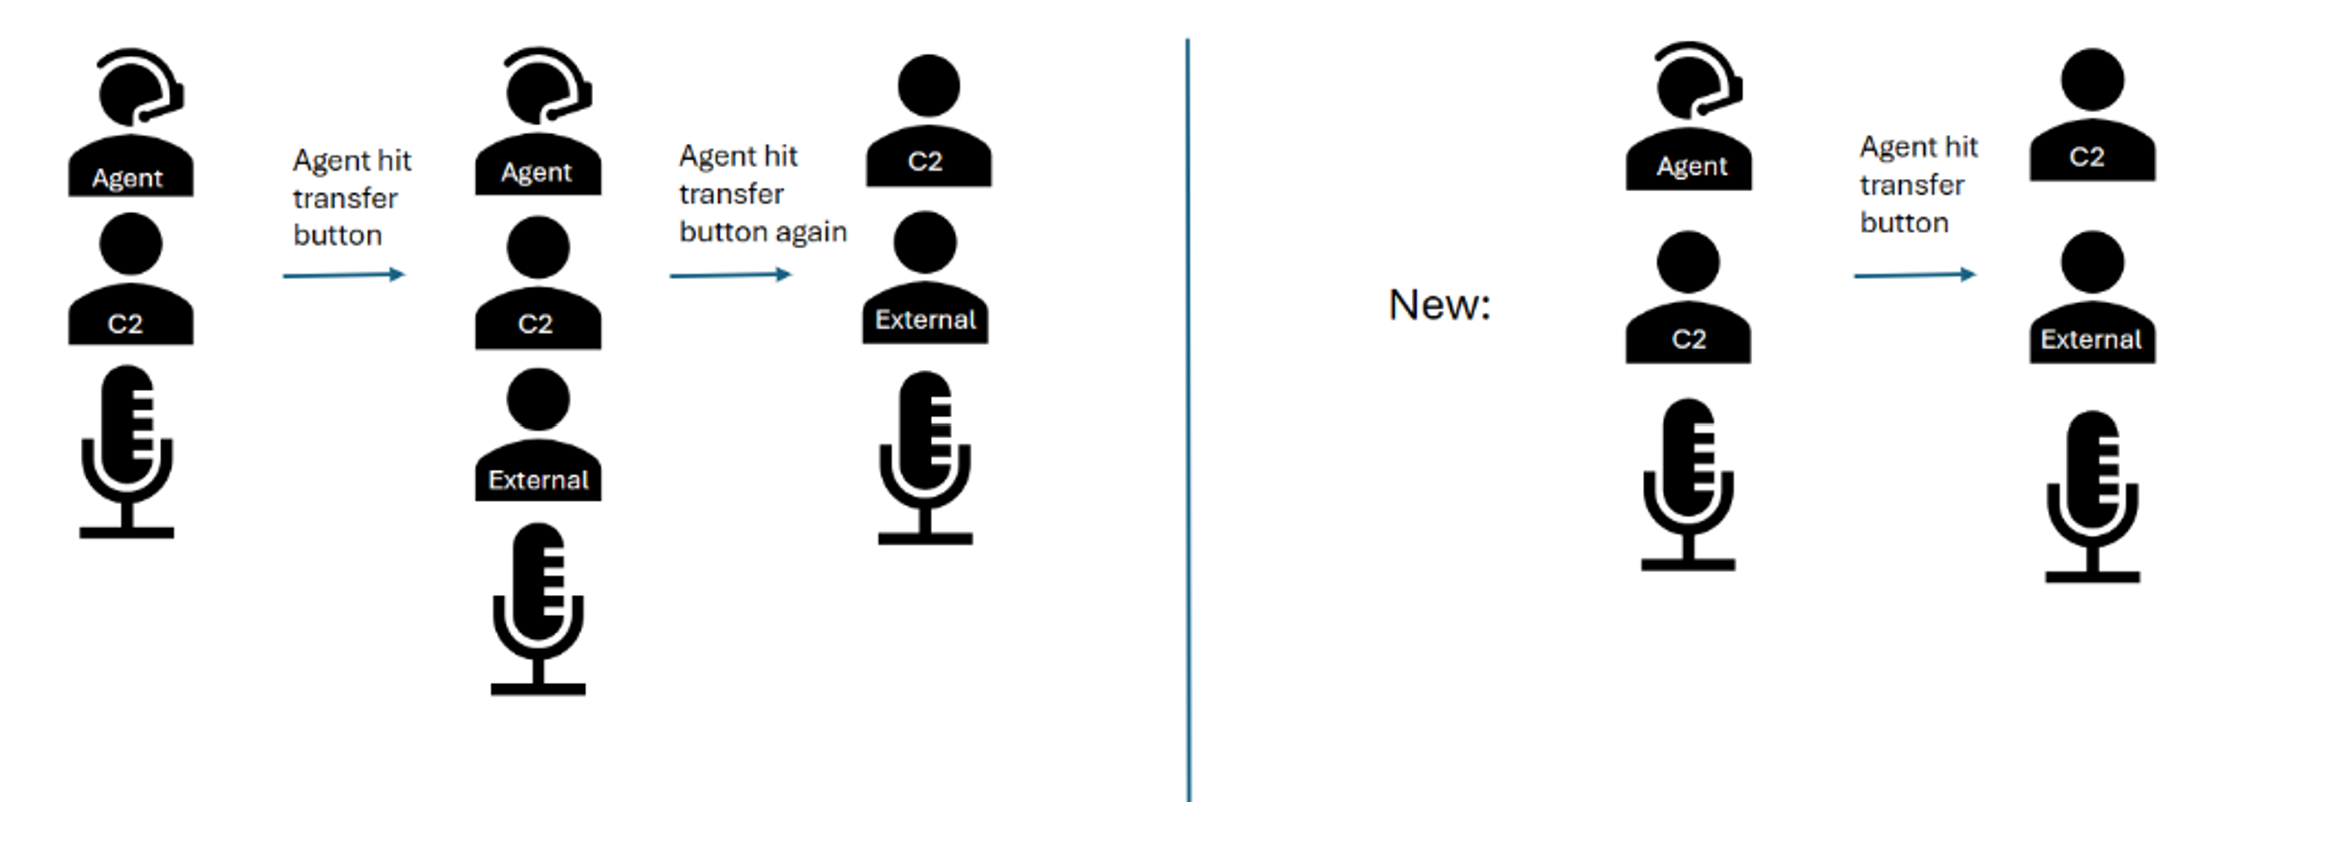 Agent
C2
Agent hit
transfer
button
Agent
C2
External
Agent hit
transfer
button again
C2
External
New:
Agent
C2
Agent hit
transfer
button
C2
External